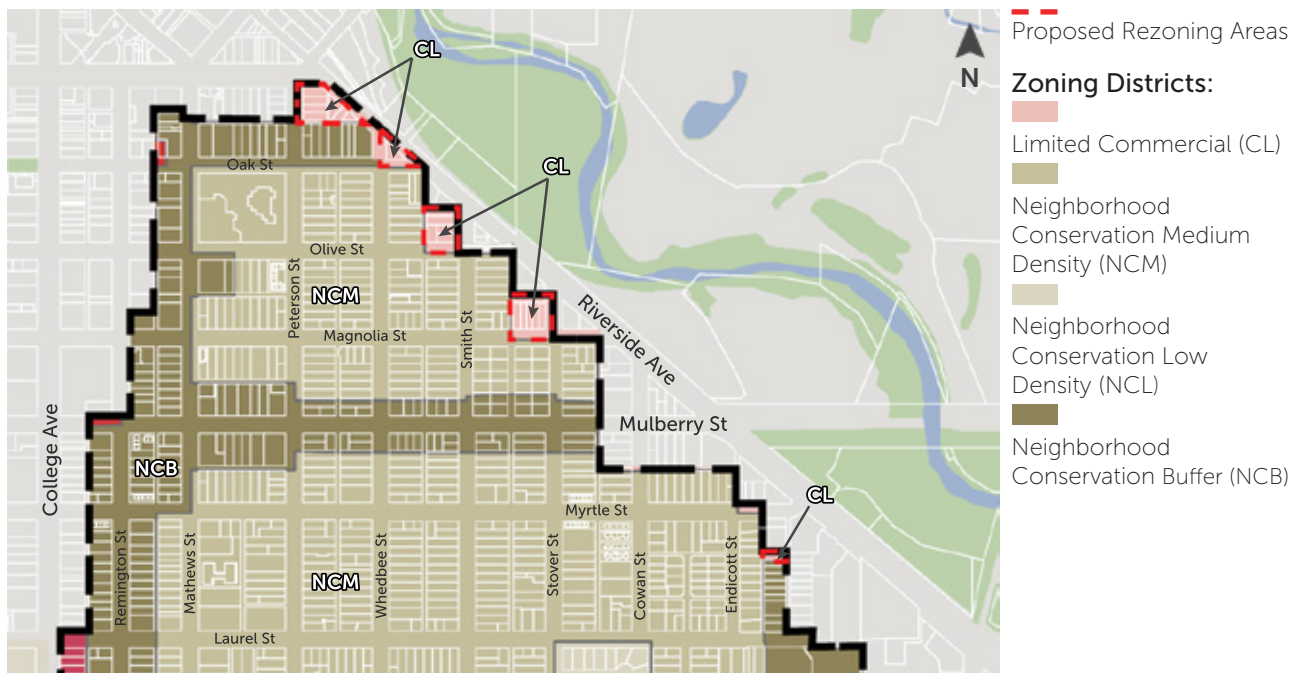 CL
CL
CL
N
Oak St
Olive St
Peterson St
NCM
Magnolia St
Smith St
Riverside Ave
College Ave
Mulberry St
NCB
Myrtle St
Remington St
Mathews St
NCM
Whedbee St
Stover St
Cowan St
Endicott St
Laurel St
Proposed Rezoning Areas
Zoning Districts:
Limited Commercial (CL)
Neighborhood
Conservation Medium
Density (NCM)
Neighborhood
Conservation Low
Density (NCL)
Neighborhood
Conservation Buffer (NCB)